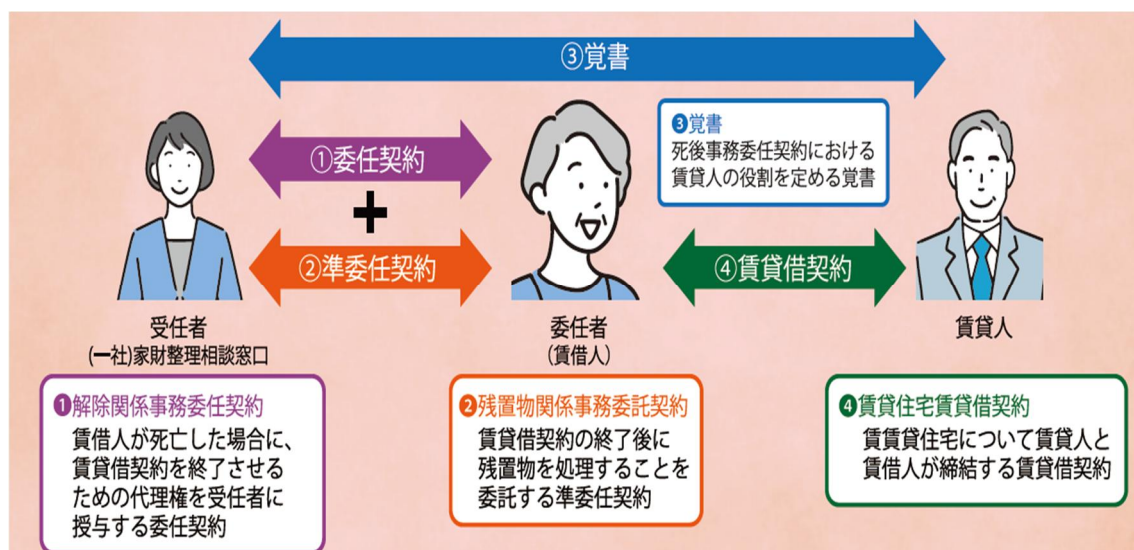 ③覚書
①委任契約
+
②準委任契約
❸覚書
死後事務委任契約における
賃貸人の役割を定める覚書
④賃貸借契約
受任者
(一社)家財整理相談窓口
委任者
(賃借人)
賃貸人
❶解除関係事務委任契約
賃借人が死亡した場合に、
賃貸借契約を終了させる
ための代理権を受任者に
授与する委任契約
❷残置物関係事務委託契約
賃貸借契約の終了後に
残置物を処理することを
委託する準委任契約
❹賃貸住宅賃貸借契約
賃賃貸住宅について賃貸人と
賃借人が締結する賃貸借契約